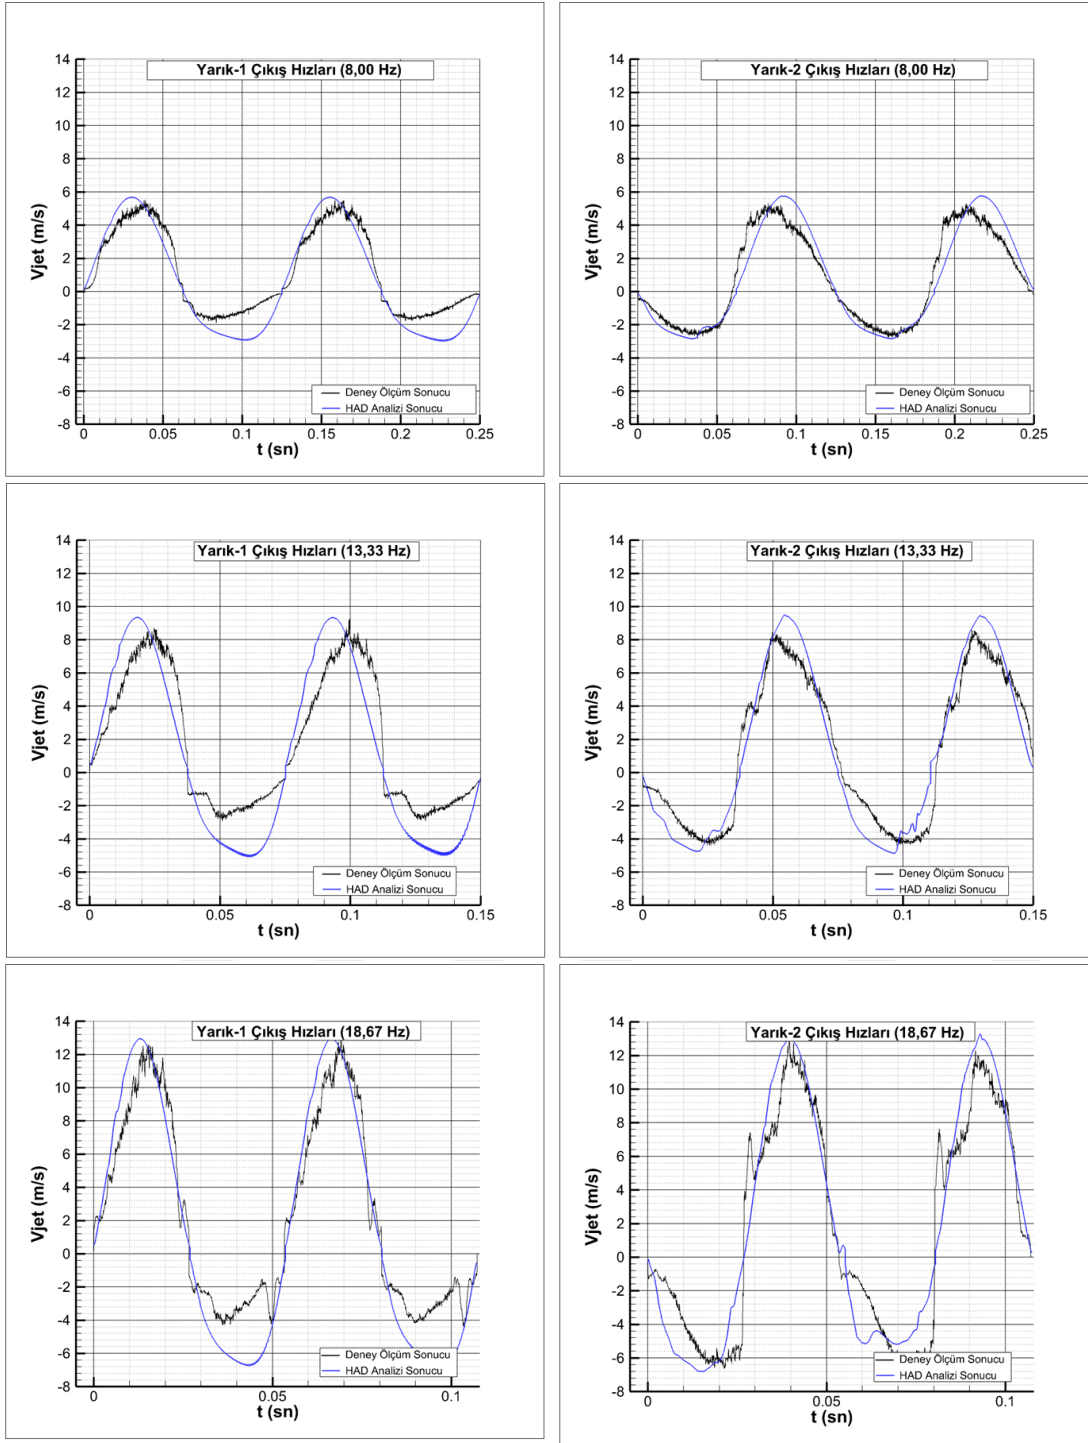 Yarık-1 Çıkış Hızları (8,00 Hz)
14
12
10
8
6
4
2
0
-2
-4
-6
-8
Vjet (m/s)
Deney Ölçüm Sonucu
HAD Analizi Sonucu
0 0.05 0.1 0.15 0.2 0.25
t (sn)
Yarık-2 Çıkış Hızları (8,00 Hz)
14
12
10
8
6
4
2
0
-2
-4
-6
-8
Vjet (m/s)
Deney Ölçüm Sonucu
HAD Analizi Sonucu
0 0.05 0.1 0.15 0.2 0.25
t (sn)
Yarık-1 Çıkış Hızları (13,33 Hz)
14
12
10
8
6
4
2
0
-2
-4
-6
-8
Vjet (m/s)
Deney Ölçüm Sonucu
HAD Analizi Sonucu
0 0.05 0.1 0.15
t (sn)
Yarık-2 Çıkış Hızları (13,33 Hz)
14
12
10
8
6
4
2
0
-2
-4
-6
-8
Vjet (m/s)
Deney Ölçüm Sonucu
HAD Analizi Sonucu
0 0.05 0.1 0.15
t (sn)
Yarık-1 Çıkış Hızları (18,67 Hz)
14
12
10
8
6
4
2
0
-2
-4
-6
-8
Vjet (m/s)
Deney Ölçüm Sonucu
HAD Analizi Sonucu
0 0.05 0.1
t (sn)
Yarık-2 Çıkış Hızları (18,67 Hz)
14
12
10
8
6
4
2
0
-2
-4
-6
-8
Vjet (m/s)
Deney Ölçüm Sonucu
HAD Analizi Sonucu
0 0.05 0.1
t (sn)